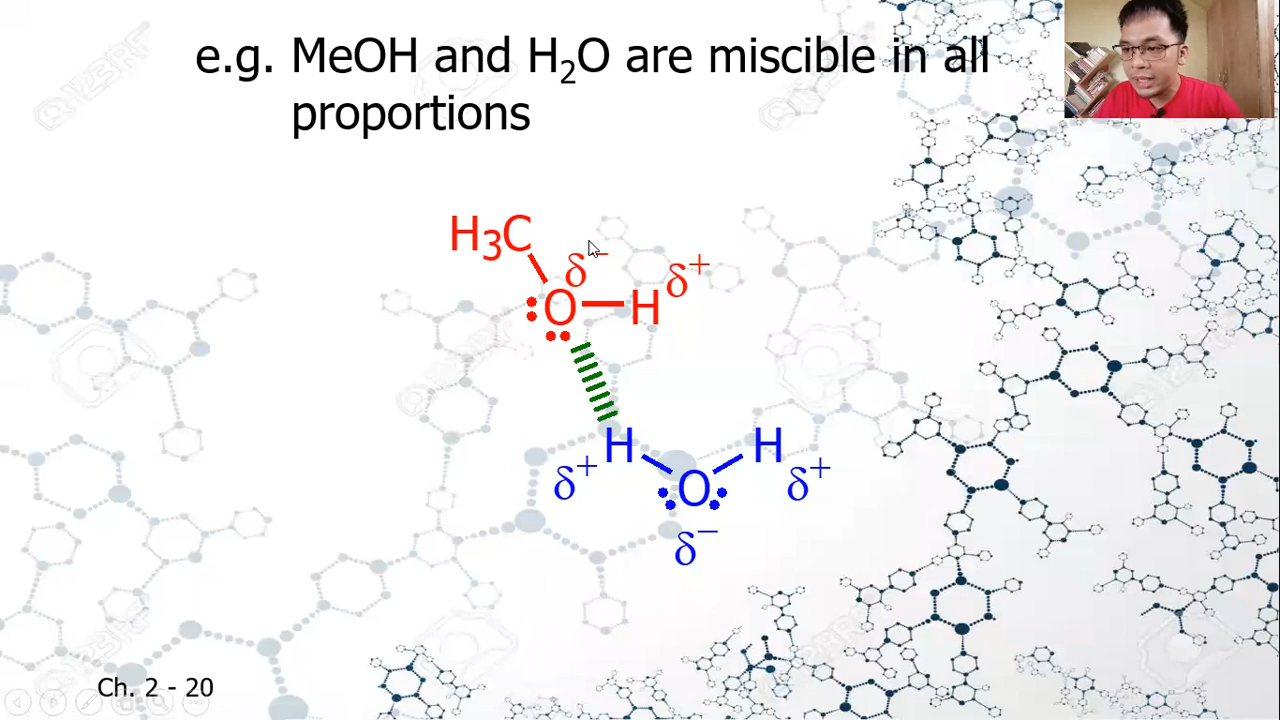 e.g. MeOH and H₂O are miscible in all
proportions
H₃C
δ⁻
δ⁺
O
H
H
H
δ⁺
O
δ⁺
δ⁻
Ch. 2 - 20